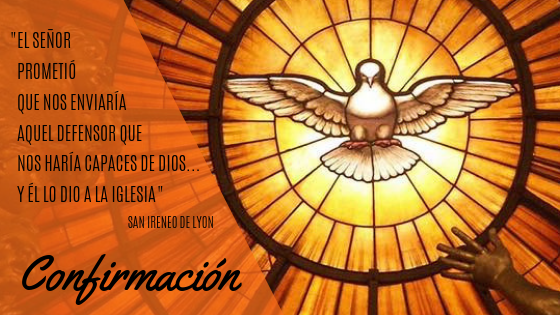 "EL SEÑOR
PROMETIÓ
QUE NOS ENVIARÍA
AQUEL DEFENSOR QUE
NOS HARÍA CAPACES DE DIOS...
Y ÉL LO DIO A LA IGLESIA"
SAN IRENEO DE LYON
Confirmación